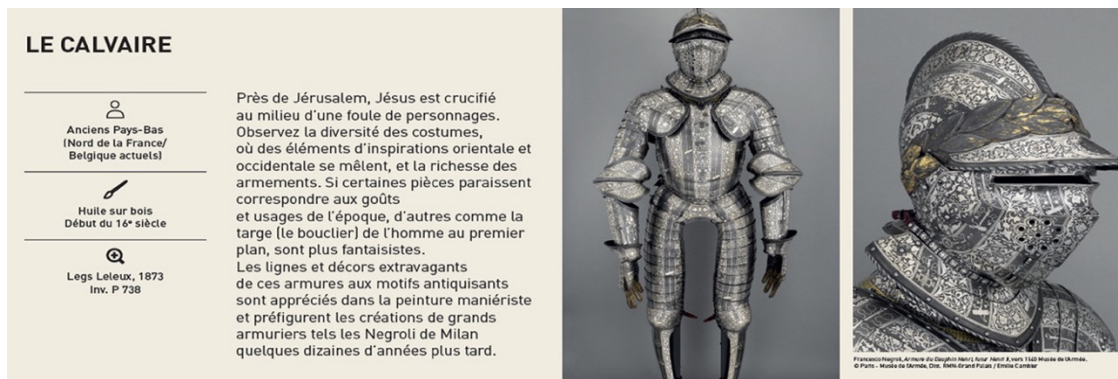 LE CALVAIRE
Anciens Pays-Bas
(Nord de la France/
Belgique actuels)
Huile sur bois
Début du 16e siècle
Legs Leleux, 1873
Inv. P 738
Près de Jérusalem, Jésus est crucifié
au milieu d'une foule de personnages.
Observez la diversité des costumes,
où des éléments d'inspirations orientale et
occidentale se mêlent, et la richesse des
armements. Si certaines pièces paraissent
correspondre aux goûts
et usages de l'époque, d'autres comme la
targe (le bouclier) de l'homme au premier
plan, sont plus fantaisistes.
Les lignes et décors extravagants
de ces armures aux motifs antiquisants
sont appréciés dans la peinture maniériste
et préfigurent les créations de grands
armuriers tels les Negroli de Milan
quelques dizaines d'années plus tard.
Francesco Negroli, Armure du Dauphin Henri, futur Henri II, vers 1540 Musée de l'Armée.
© Paris - Musée de l'Armée, Dist. RMN-Grand Palais / Emilie Cambier